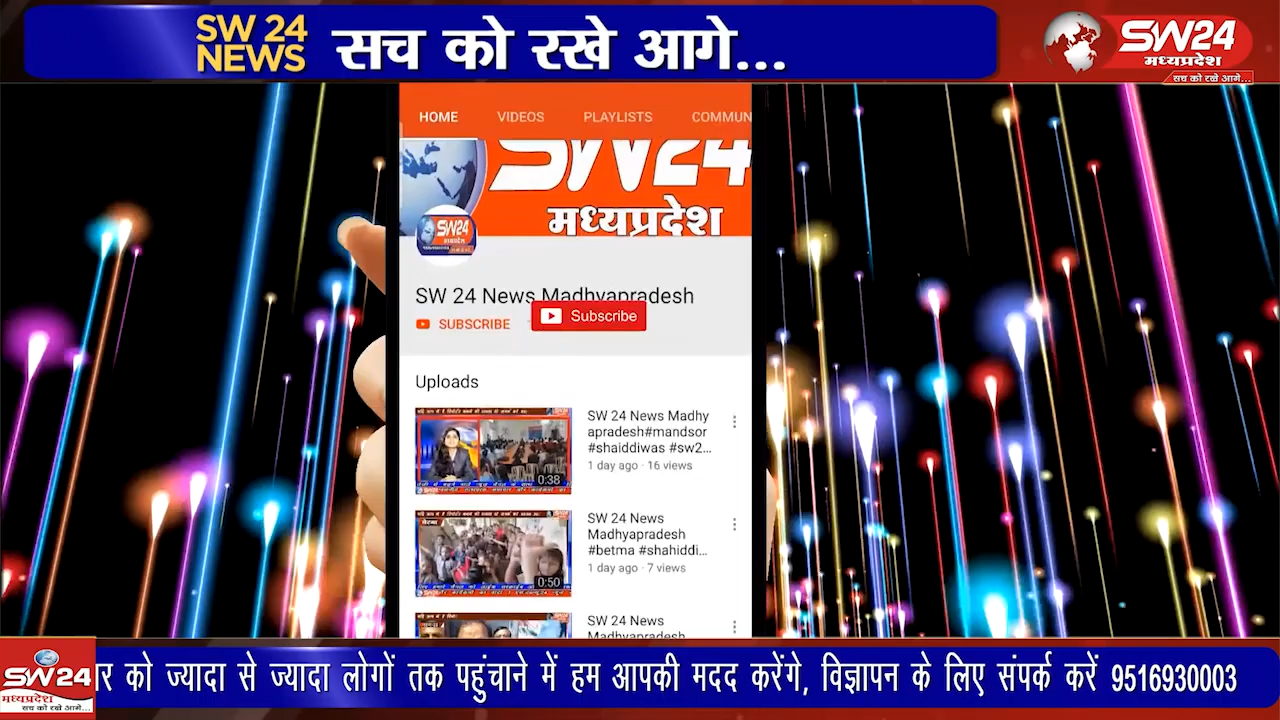 SW 24
NEWS
सच को रखे आगे...
SW24
मध्यप्रदेश
सच को रखे आगे...
HOME VIDEOS PLAYLISTS COMMUN
SW24
मध्यप्रदेश
SW24
SW 24 News Madhyapradesh
SUBSCRIBE
Subscribe
Uploads
SW 24 News Madhy
apradesh#mandsor
#shaiddiwas #sw2...
1 day ago · 16 views
0:38
SW 24 News
Madhyapradesh
#betma #shahiddi...
1 day ago · 7 views
0:50
SW 24 News
Madhyapradesh
SW24
मध्यप्रदेश
सच को रखे आगे...
र को ज्यादा से ज्यादा लोगों तक पहुंचाने में हम आपकी मदद करेंगे, विज्ञापन के लिए संपर्क करें 9516930003